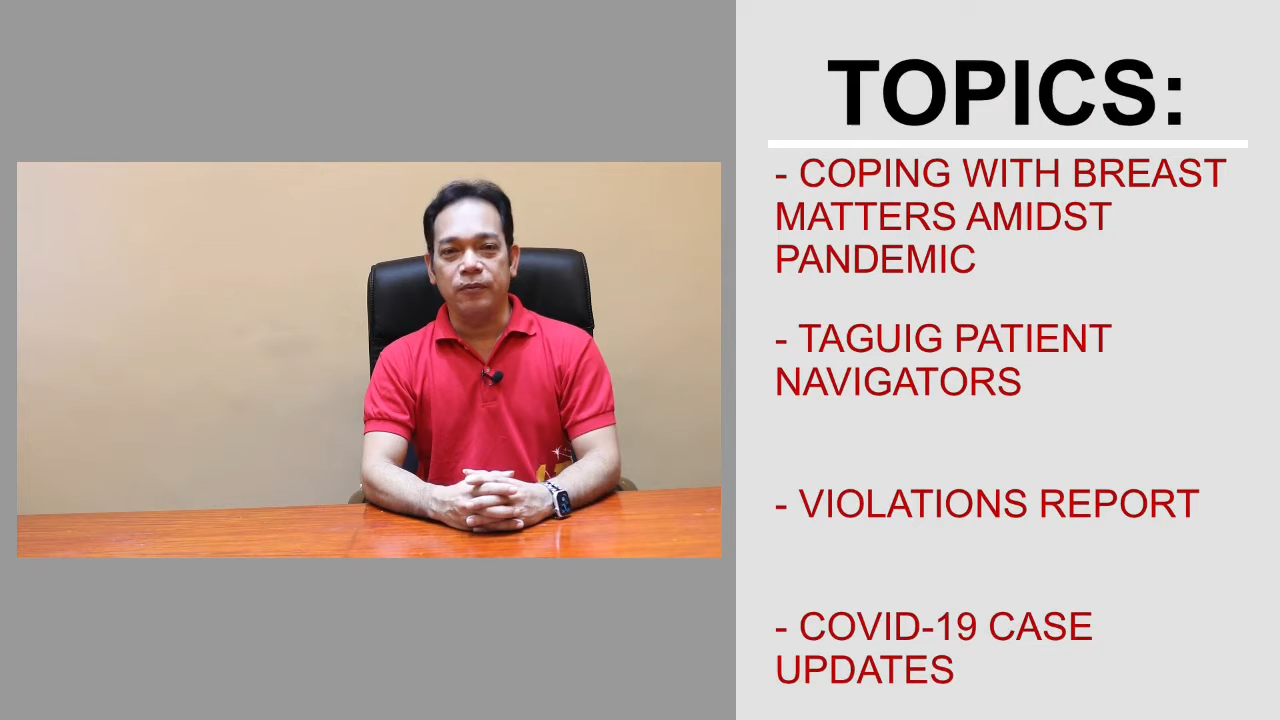 TOPICS:
- COPING WITH BREAST
MATTERS AMIDST
PANDEMIC
- TAGUIG PATIENT
NAVIGATORS
- VIOLATIONS REPORT
- COVID-19 CASE
UPDATES